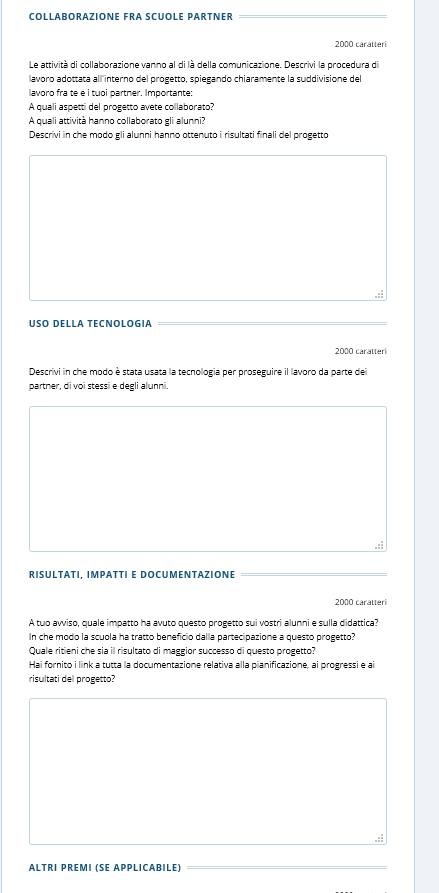 COLLABORAZIONE FRA SCUOLE PARTNER
2000 caratteri
Le attività di collaborazione vanno al di là della comunicazione. Descrivi la procedura di
lavoro adottata all'interno del progetto, spiegando chiaramente la suddivisione del
lavoro fra te e i tuoi partner. Importante:
A quali aspetti del progetto avete collaborato?
A quali attività hanno collaborato gli alunni?
Descrivi in che modo gli alunni hanno ottenuto i risultati finali del progetto
USO DELLA TECNOLOGIA
2000 caratteri
Descrivi in che modo è stata usata la tecnologia per proseguire il lavoro da parte dei
partner, di voi stessi e degli alunni.
RISULTATI, IMPATTI E DOCUMENTAZIONE
2000 caratteri
A tuo avviso, quale impatto ha avuto questo progetto sui vostri alunni e sulla didattica?
In che modo la scuola ha tratto beneficio dalla partecipazione a questo progetto?
Quale ritieni che sia il risultato di maggior successo di questo progetto?
Hai fornito i link a tutta la documentazione relativa alla pianificazione, ai progressi e ai
risultati del progetto?
ALTRI PREMI (SE APPLICABILE)